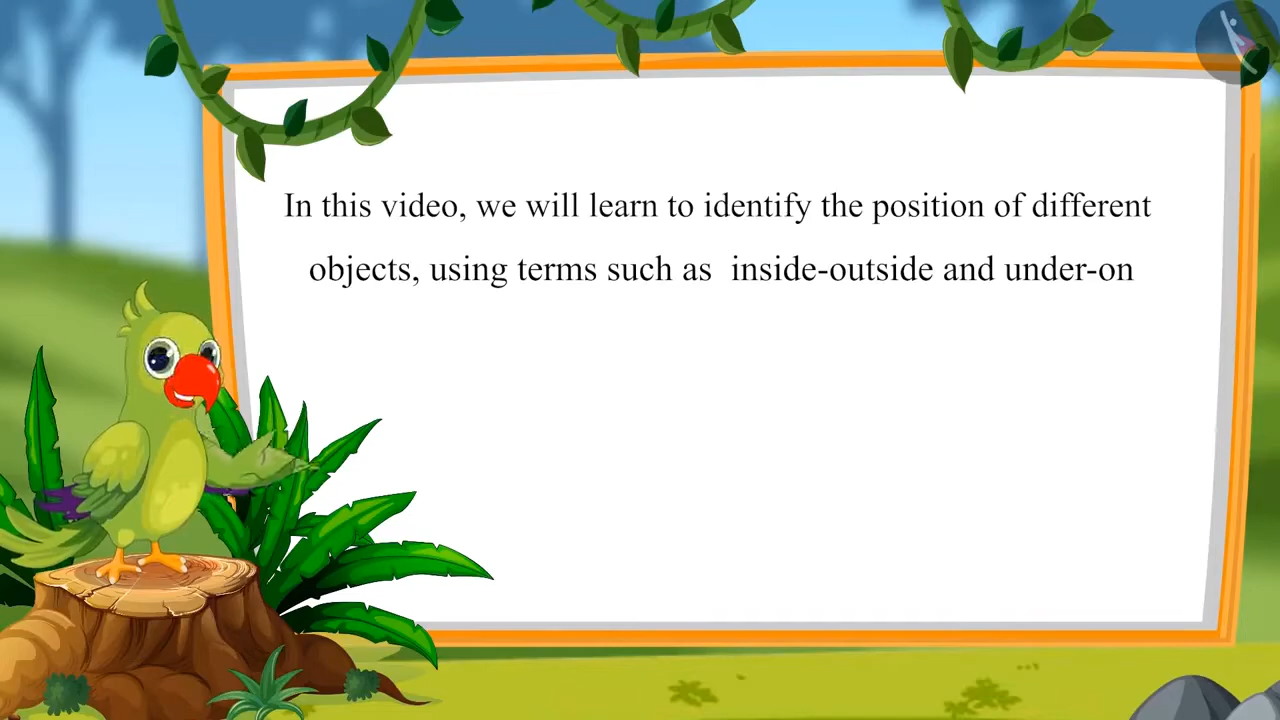 In this video, we will learn to identify the position of different
objects, using terms such as  inside-outside and under-on